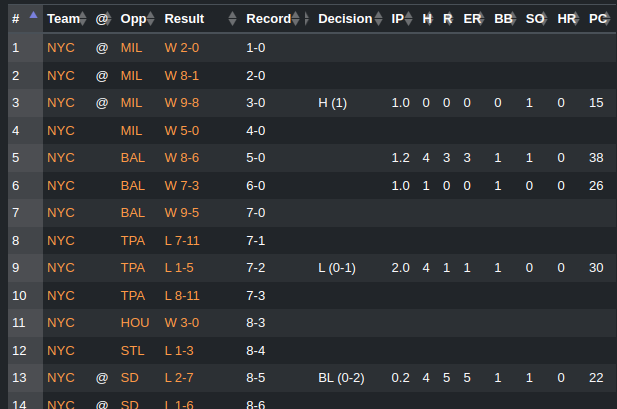 # Team @ Opp Result Record Decision IP H R ER BB SO HR PC
1 NYC @ MIL W 2-0 1-0
2 NYC @ MIL W 8-1 2-0
3 NYC @ MIL W 9-8 3-0 H (1) 1.0 0 0 0 0 1 0 15
4 NYC MIL W 5-0 4-0
5 NYC BAL W 8-6 5-0 1.2 4 3 3 1 1 0 38
6 NYC BAL W 7-3 6-0 1.0 1 0 0 1 0 0 26
7 NYC BAL W 9-5 7-0
8 NYC TPA L 7-11 7-1
9 NYC TPA L 1-5 7-2 L (0-1) 2.0 4 1 1 1 0 0 30
10 NYC TPA L 8-11 7-3
11 NYC HOU W 3-0 8-3
12 NYC STL L 1-3 8-4
13 NYC @ SD L 2-7 8-5 BL (0-2) 0.2 4 5 5 1 1 0 22
14 NYC @ SD L 1-6 8-6